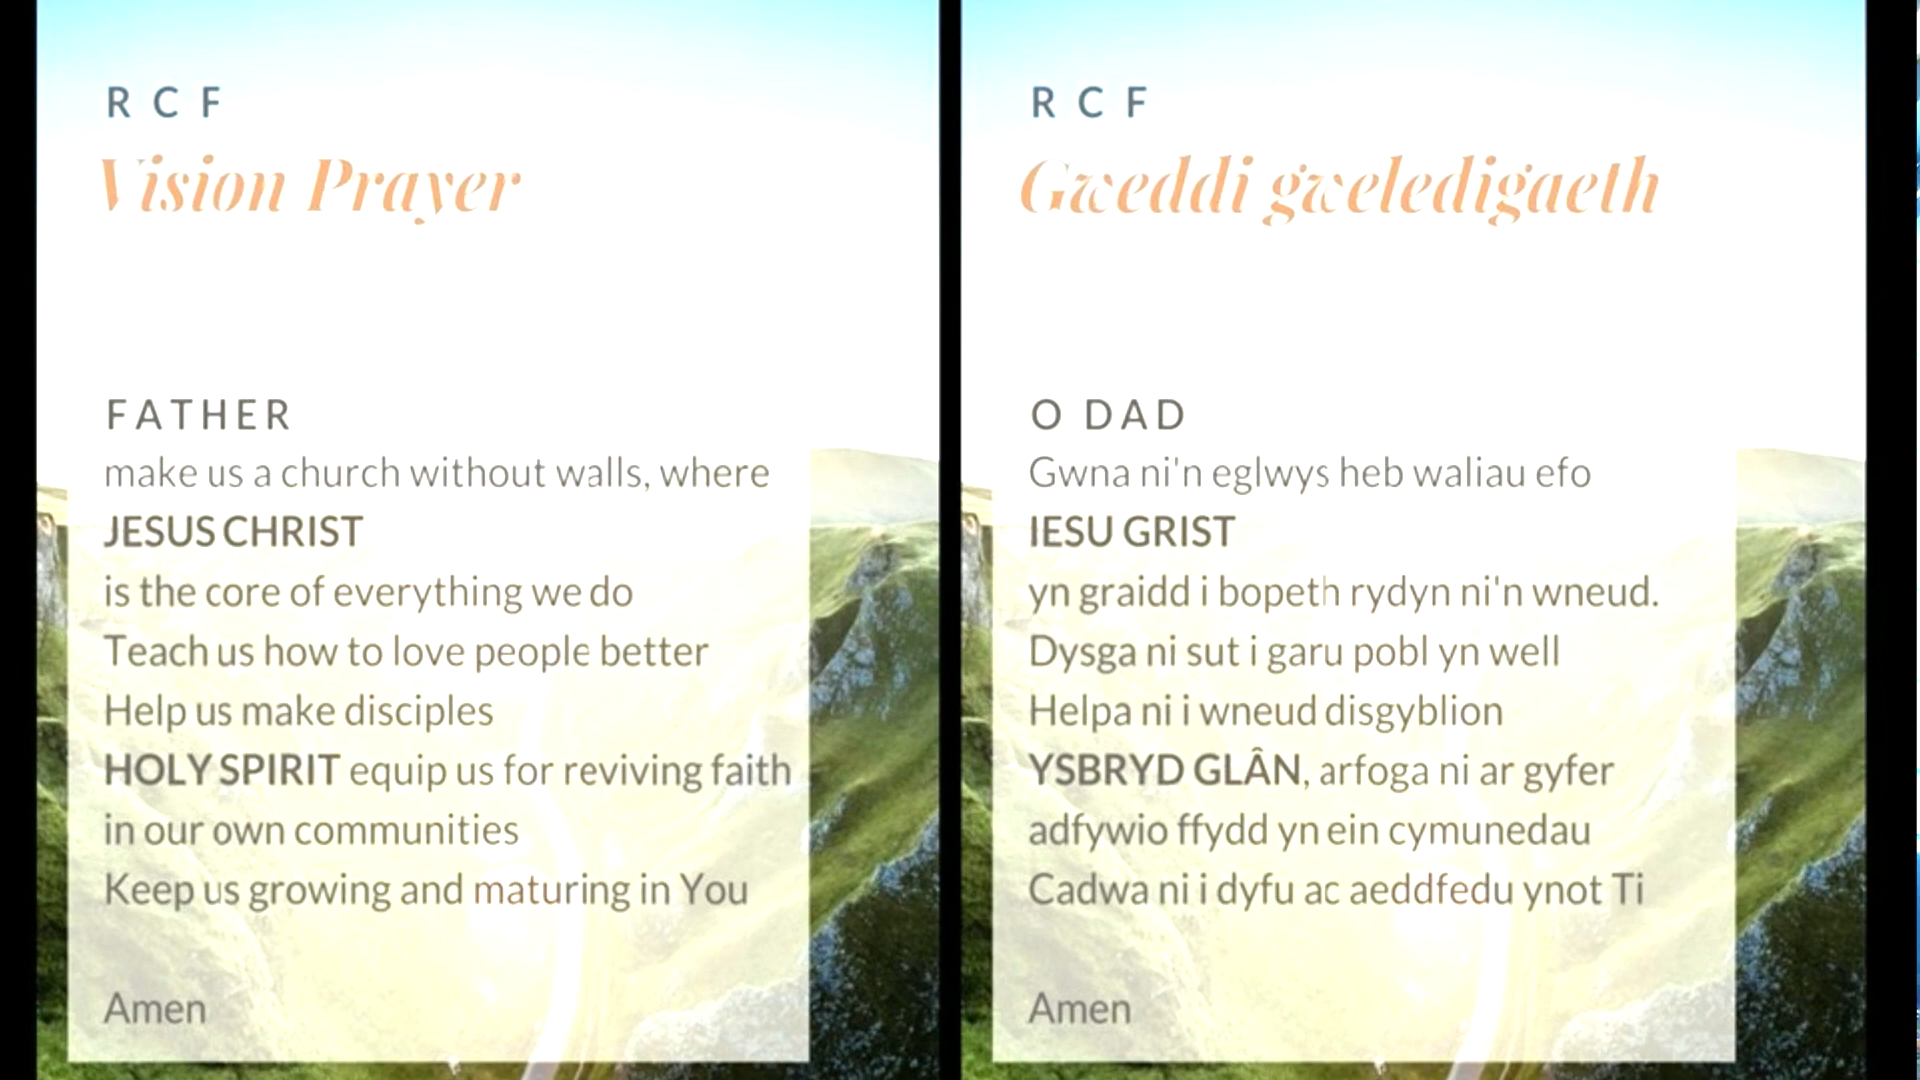 R C F
Vision Prayer
FATHER
make us a church without walls, where
JESUS CHRIST
is the core of everything we do
Teach us how to love people better
Help us make disciples
HOLY SPIRIT equip us for reviving faith
in our own communities
Keep us growing and maturing in You
Amen
R C F
Gweddi gweledigaeth
O DAD
Gwna ni'n eglwys heb waliau efo
IESU GRIST
yn graidd i bopeth rydyn ni'n wneud.
Dysga ni sut i garu pobl yn well
Helpa ni i wneud disgyblion
YSBRYD GLÂN, arfoga ni ar gyfer
adfywio ffydd yn ein cymunedau
Cadwa ni i dyfu ac aeddfedu ynot Ti
Amen